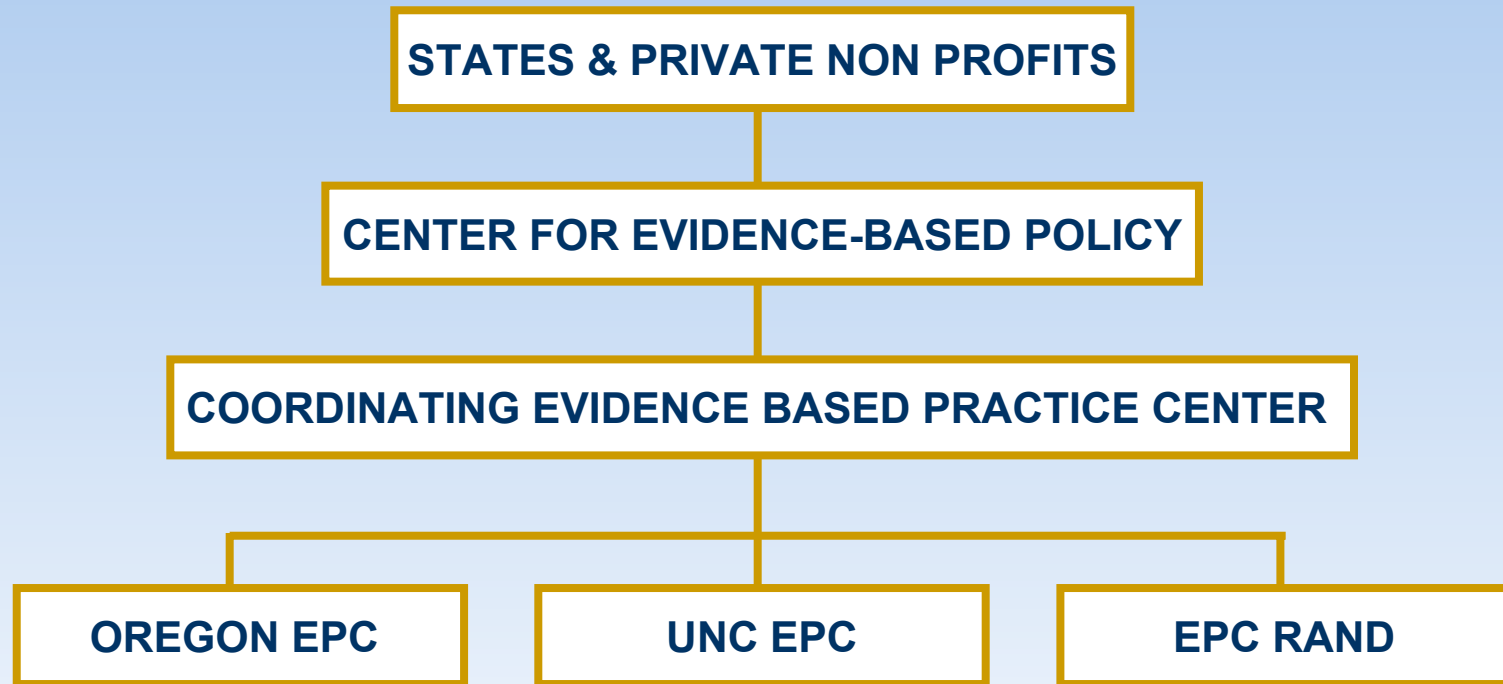 STATES & PRIVATE NON PROFITS
CENTER FOR EVIDENCE-BASED POLICY
COORDINATING EVIDENCE BASED PRACTICE CENTER
OREGON EPC
UNC EPC
EPC RAND